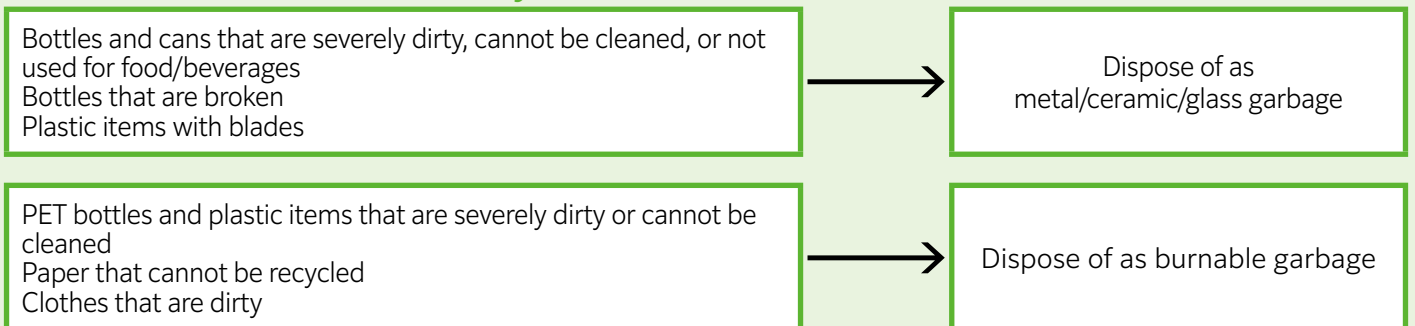 Bottles and cans that are severely dirty, cannot be cleaned, or not
used for food/beverages
Bottles that are broken
Plastic items with blades
Dispose of as
metal/ceramic/glass garbage
PET bottles and plastic items that are severely dirty or cannot be
cleaned
Paper that cannot be recycled
Clothes that are dirty
Dispose of as burnable garbage